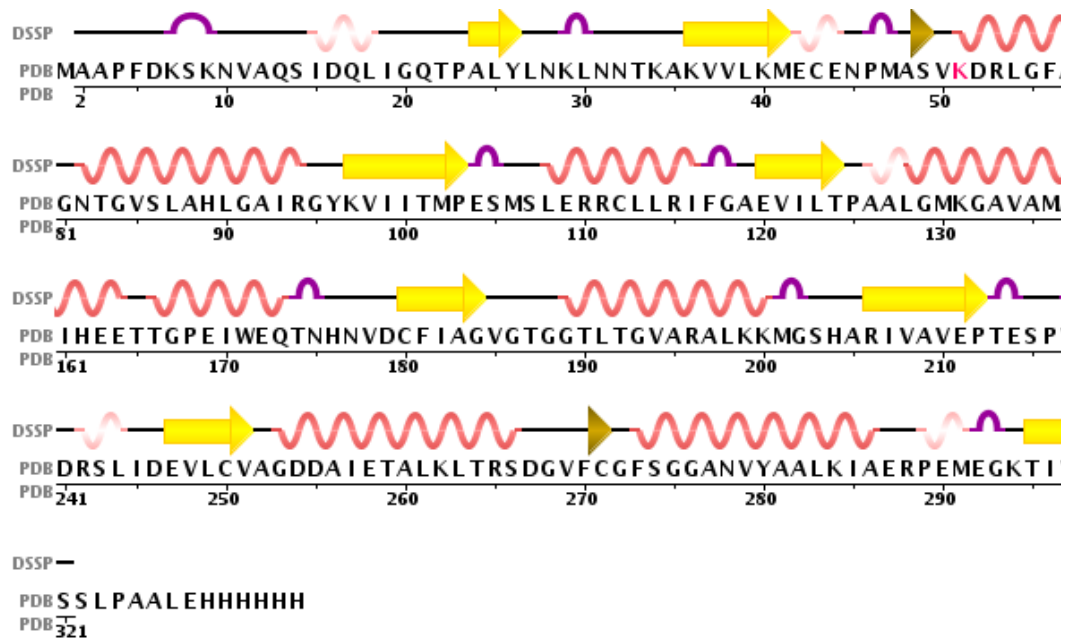 DSSP
PDB MAAPFDKSKNVAQSIDQLIGQTPALYLNKLNNTKAKVVLKMECENPMASVKDRLGF
PDB 2 10 20 30 40 50
DSSP
PDB GNTGVSLAHLGAIRGYKVIITMPESMSLERRCLLRIFGAEVILTPAALGMKGAVAM
PDB 81 90 100 110 120 130
DSSP
PDB IHEETTGPEIWEQTNHNVDCFIAGVGTGGTLTGVARALKKMGSHARIVAVEPTESP
PDB 161 170 180 190 200 210
DSSP
PDB DRSLIDEVLCVAGDDAIETALKLTRSDGVFCGFSGGANVYAALKIAERPEMEGKTI
PDB 241 250 260 270 280 290
DSSP
PDB SSLPAALEHHHHHH
PDB 321